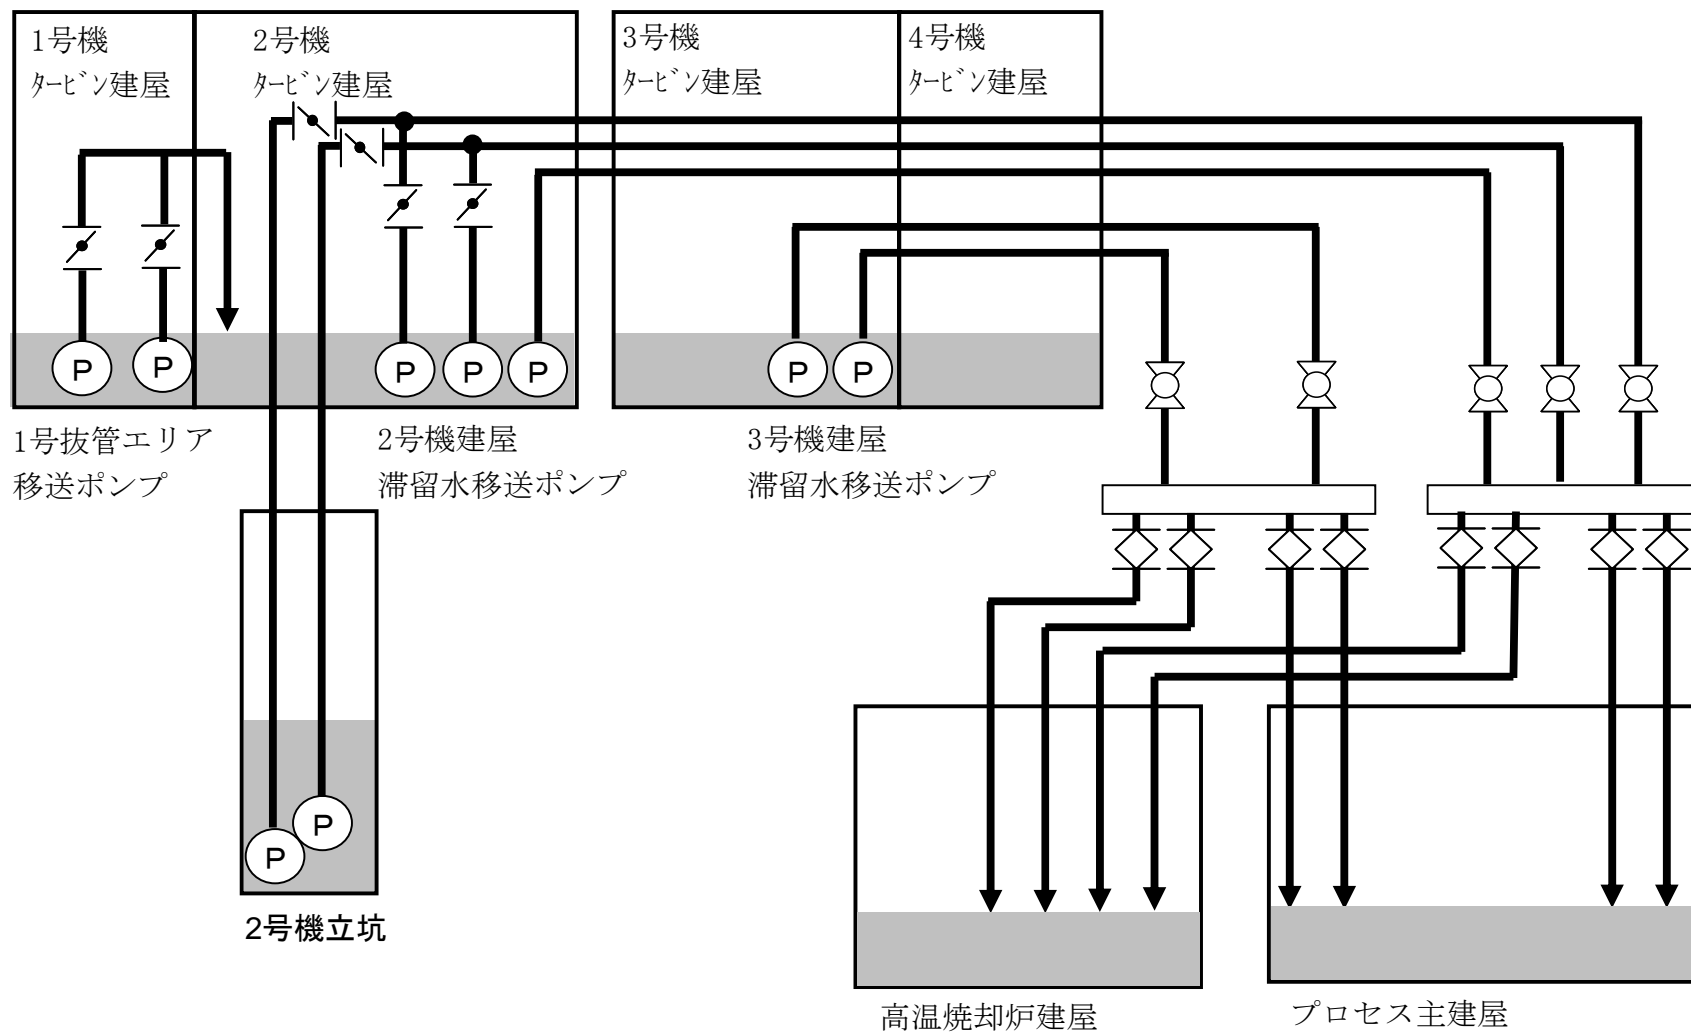 1号機
ﾀｰﾋﾞﾝ建屋
2号機
ﾀｰﾋﾞﾝ建屋
3号機
ﾀｰﾋﾞﾝ建屋
4号機
ﾀｰﾋﾞﾝ建屋
P
P
P
P
P
P
P
1号抜管エリア
移送ポンプ
2号機建屋
滞留水移送ポンプ
3号機建屋
滞留水移送ポンプ
P
P
2号機立坑
高温焼却炉建屋
プロセス主建屋